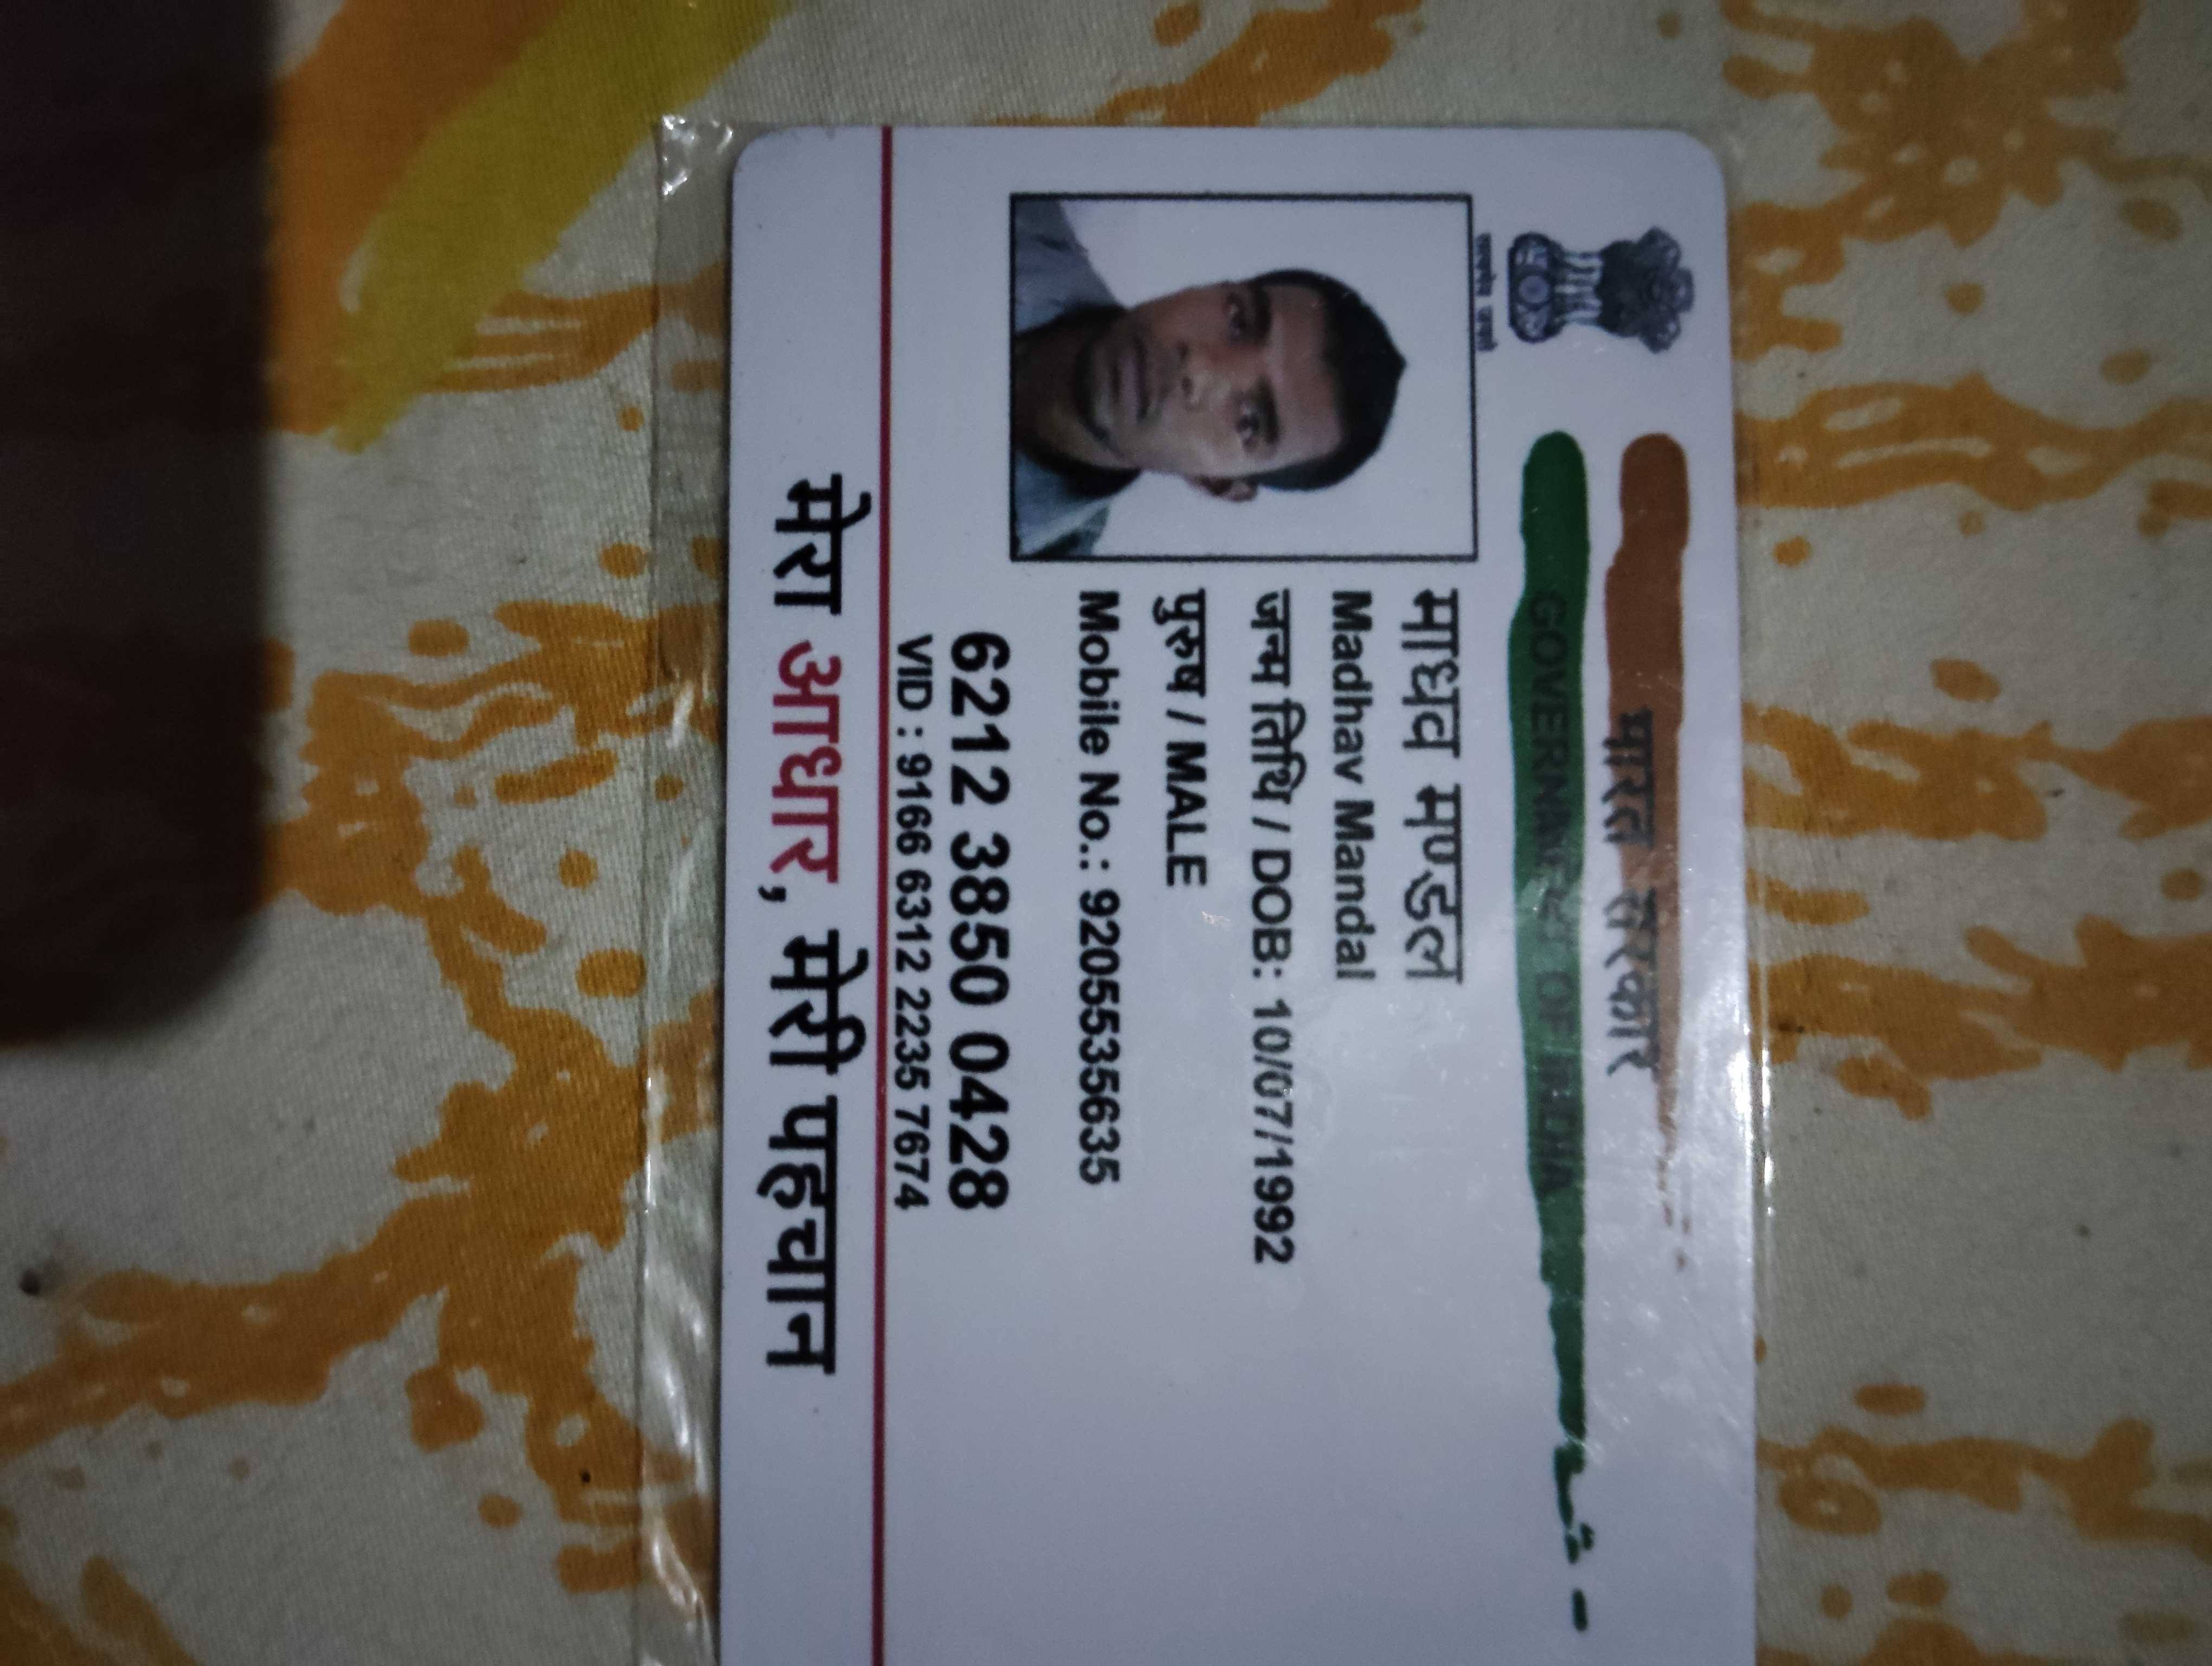 सत्यमेव जयते
भारत सरकार
GOVERNMENT OF INDIA
माधव मण्डल
Madhav Mandal
जन्म तिथि / DOB: 10/07/1992
पुरुष / MALE
Mobile No.: 9205535635
6212 3850 0428
VID : 9166 6312 2235 7674
मेरा आधार, मेरी पहचान